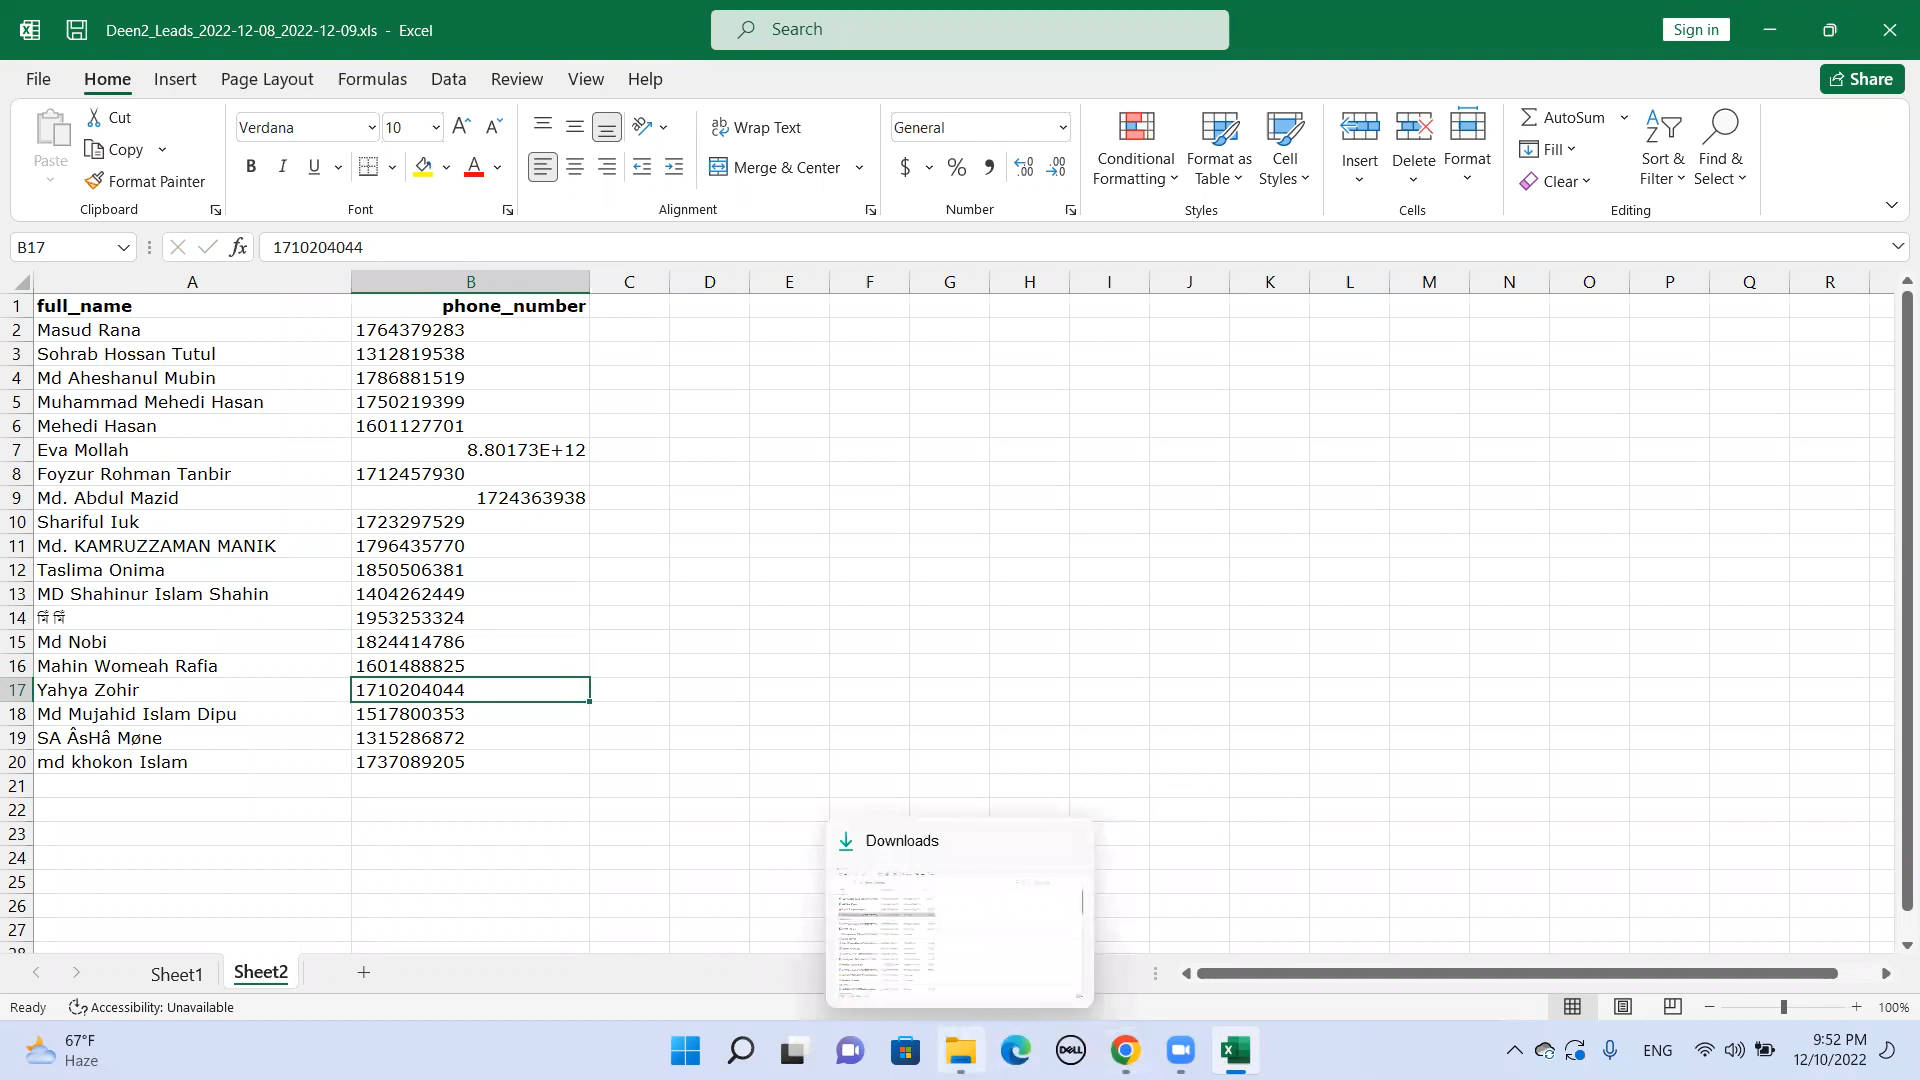 Deen2_Leads_2022-12-08_2022-12-09.xls - Excel
Search
Sign in
File Home Insert Page Layout Formulas Data Review View Help
Share
Paste
Cut
Copy
Format Painter
Clipboard
Verdana 10
B I U
Font
Wrap Text
Merge & Center
Alignment
General
$ % ,
Number
Conditional Formatting
Format as Table
Cell Styles
Styles
Insert Delete Format
Cells
AutoSum
Fill
Clear
Sort & Filter
Find & Select
Editing
B17 fx 1710204044
A B C D E F G H I J K L M N O P Q R
1 full_name phone_number
2 Masud Rana 1764379283
3 Sohrab Hossan Tutul 1312819538
4 Md Aheshanul Mubin 1786881519
5 Muhammad Mehedi Hasan 1750219399
6 Mehedi Hasan 1601127701
7 Eva Mollah 8.80173E+12
8 Foyzur Rohman Tanbir 1712457930
9 Md. Abdul Mazid 1724363938
10 Shariful Iuk 1723297529
11 Md. KAMRUZZAMAN MANIK 1796435770
12 Taslima Onima 1850506381
13 MD Shahinur Islam Shahin 1404262449
14 1953253324
15 Md Nobi 1824414786
16 Mahin Womeah Rafia 1601488825
17 Yahya Zohir 1710204044
18 Md Mujahid Islam Dipu 1517800353
19 SA ÂsHâ Møne 1315286872
20 md khokon Islam 1737089205
21
22
23
24
25
26
27
28
Downloads
Sheet1 Sheet2
Ready Accessibility: Unavailable
100%
67°F
Haze
DELL
ENG
9:52 PM
12/10/2022